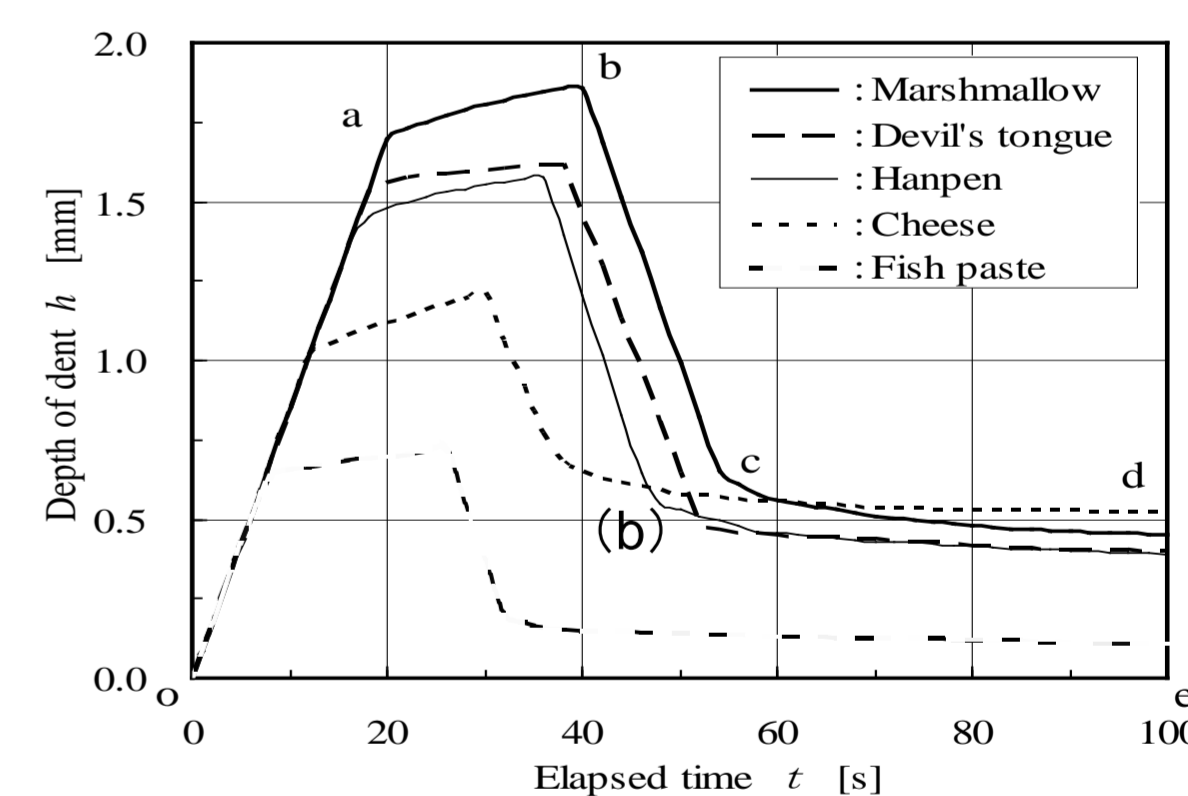 2.0
1.5
1.0
0.5
0.0
Depth of dent h [mm]
a
b
c
d
(b)
: Marshmallow
: Devil's tongue
: Hanpen
: Cheese
: Fish paste
o
e
0
20
40
60
80
100
Elapsed time t [s]